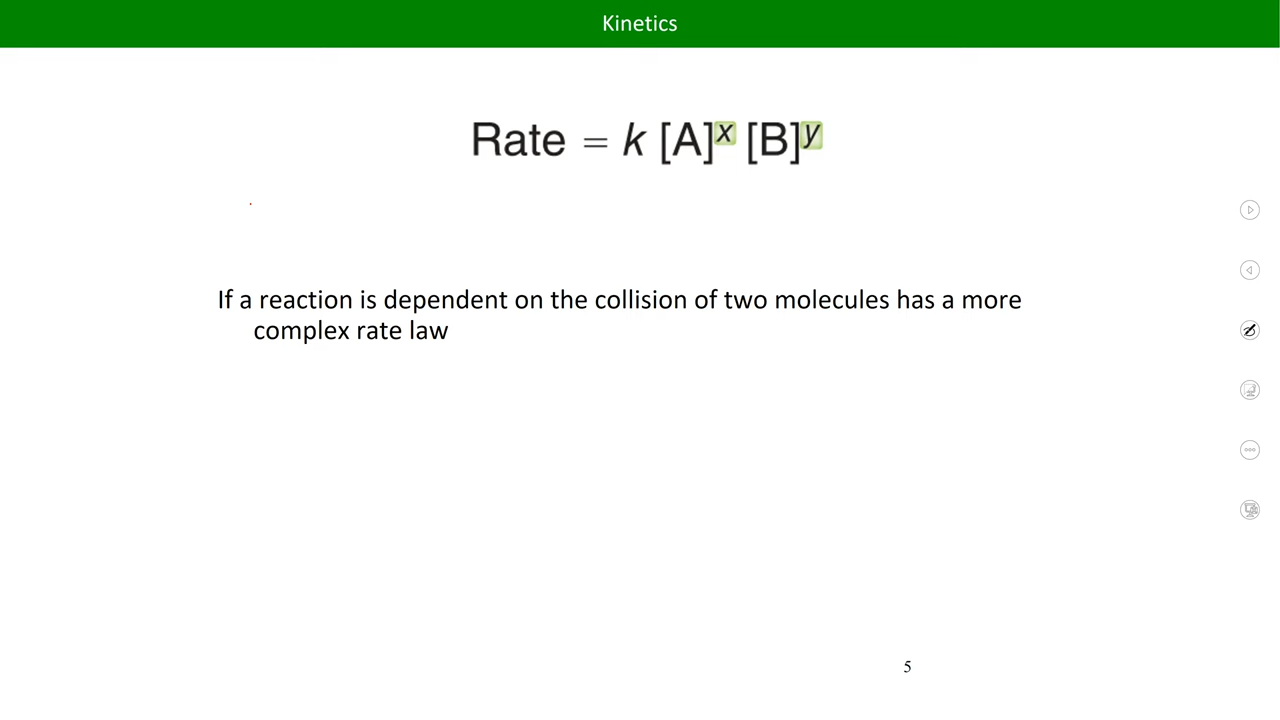 Kinetics
Rate = k [A]^x [B]^y
If a reaction is dependent on the collision of two molecules has a more
complex rate law
5